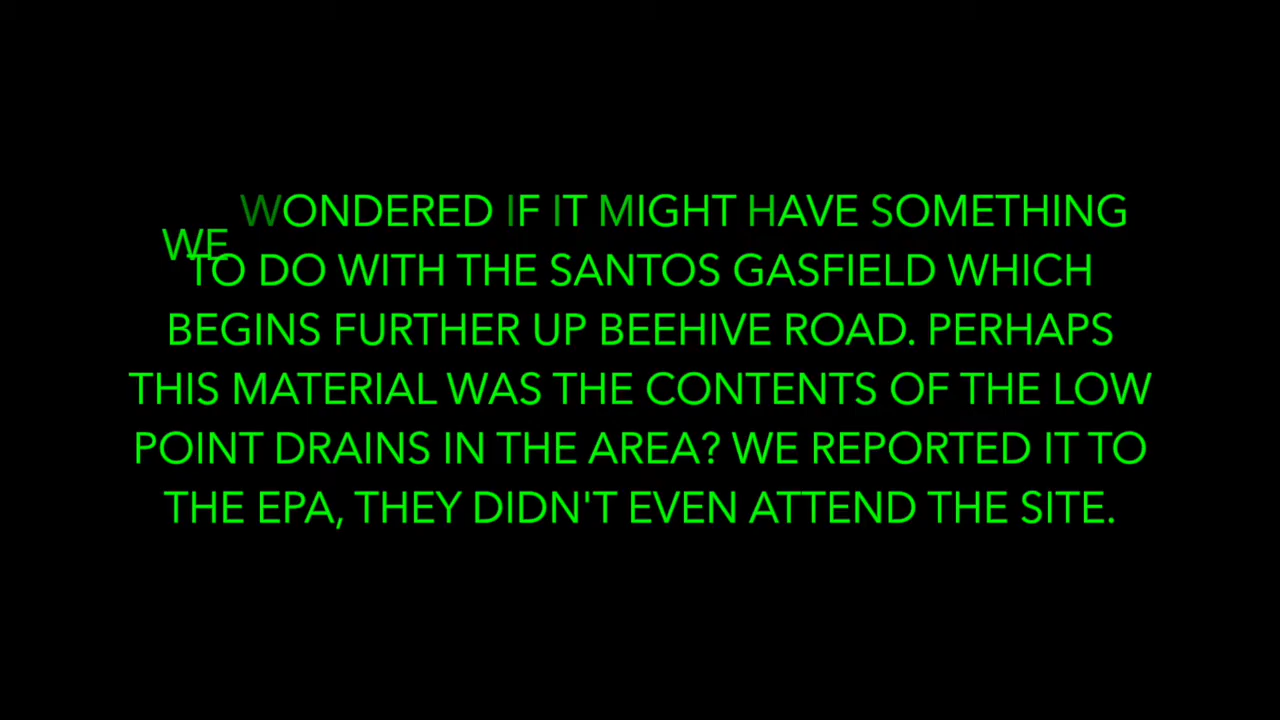 WE WONDERED IF IT MIGHT HAVE SOMETHING
TO DO WITH THE SANTOS GASFIELD WHICH
BEGINS FURTHER UP BEEHIVE ROAD. PERHAPS
THIS MATERIAL WAS THE CONTENTS OF THE LOW
POINT DRAINS IN THE AREA? WE REPORTED IT TO
THE EPA, THEY DIDN'T EVEN ATTEND THE SITE.